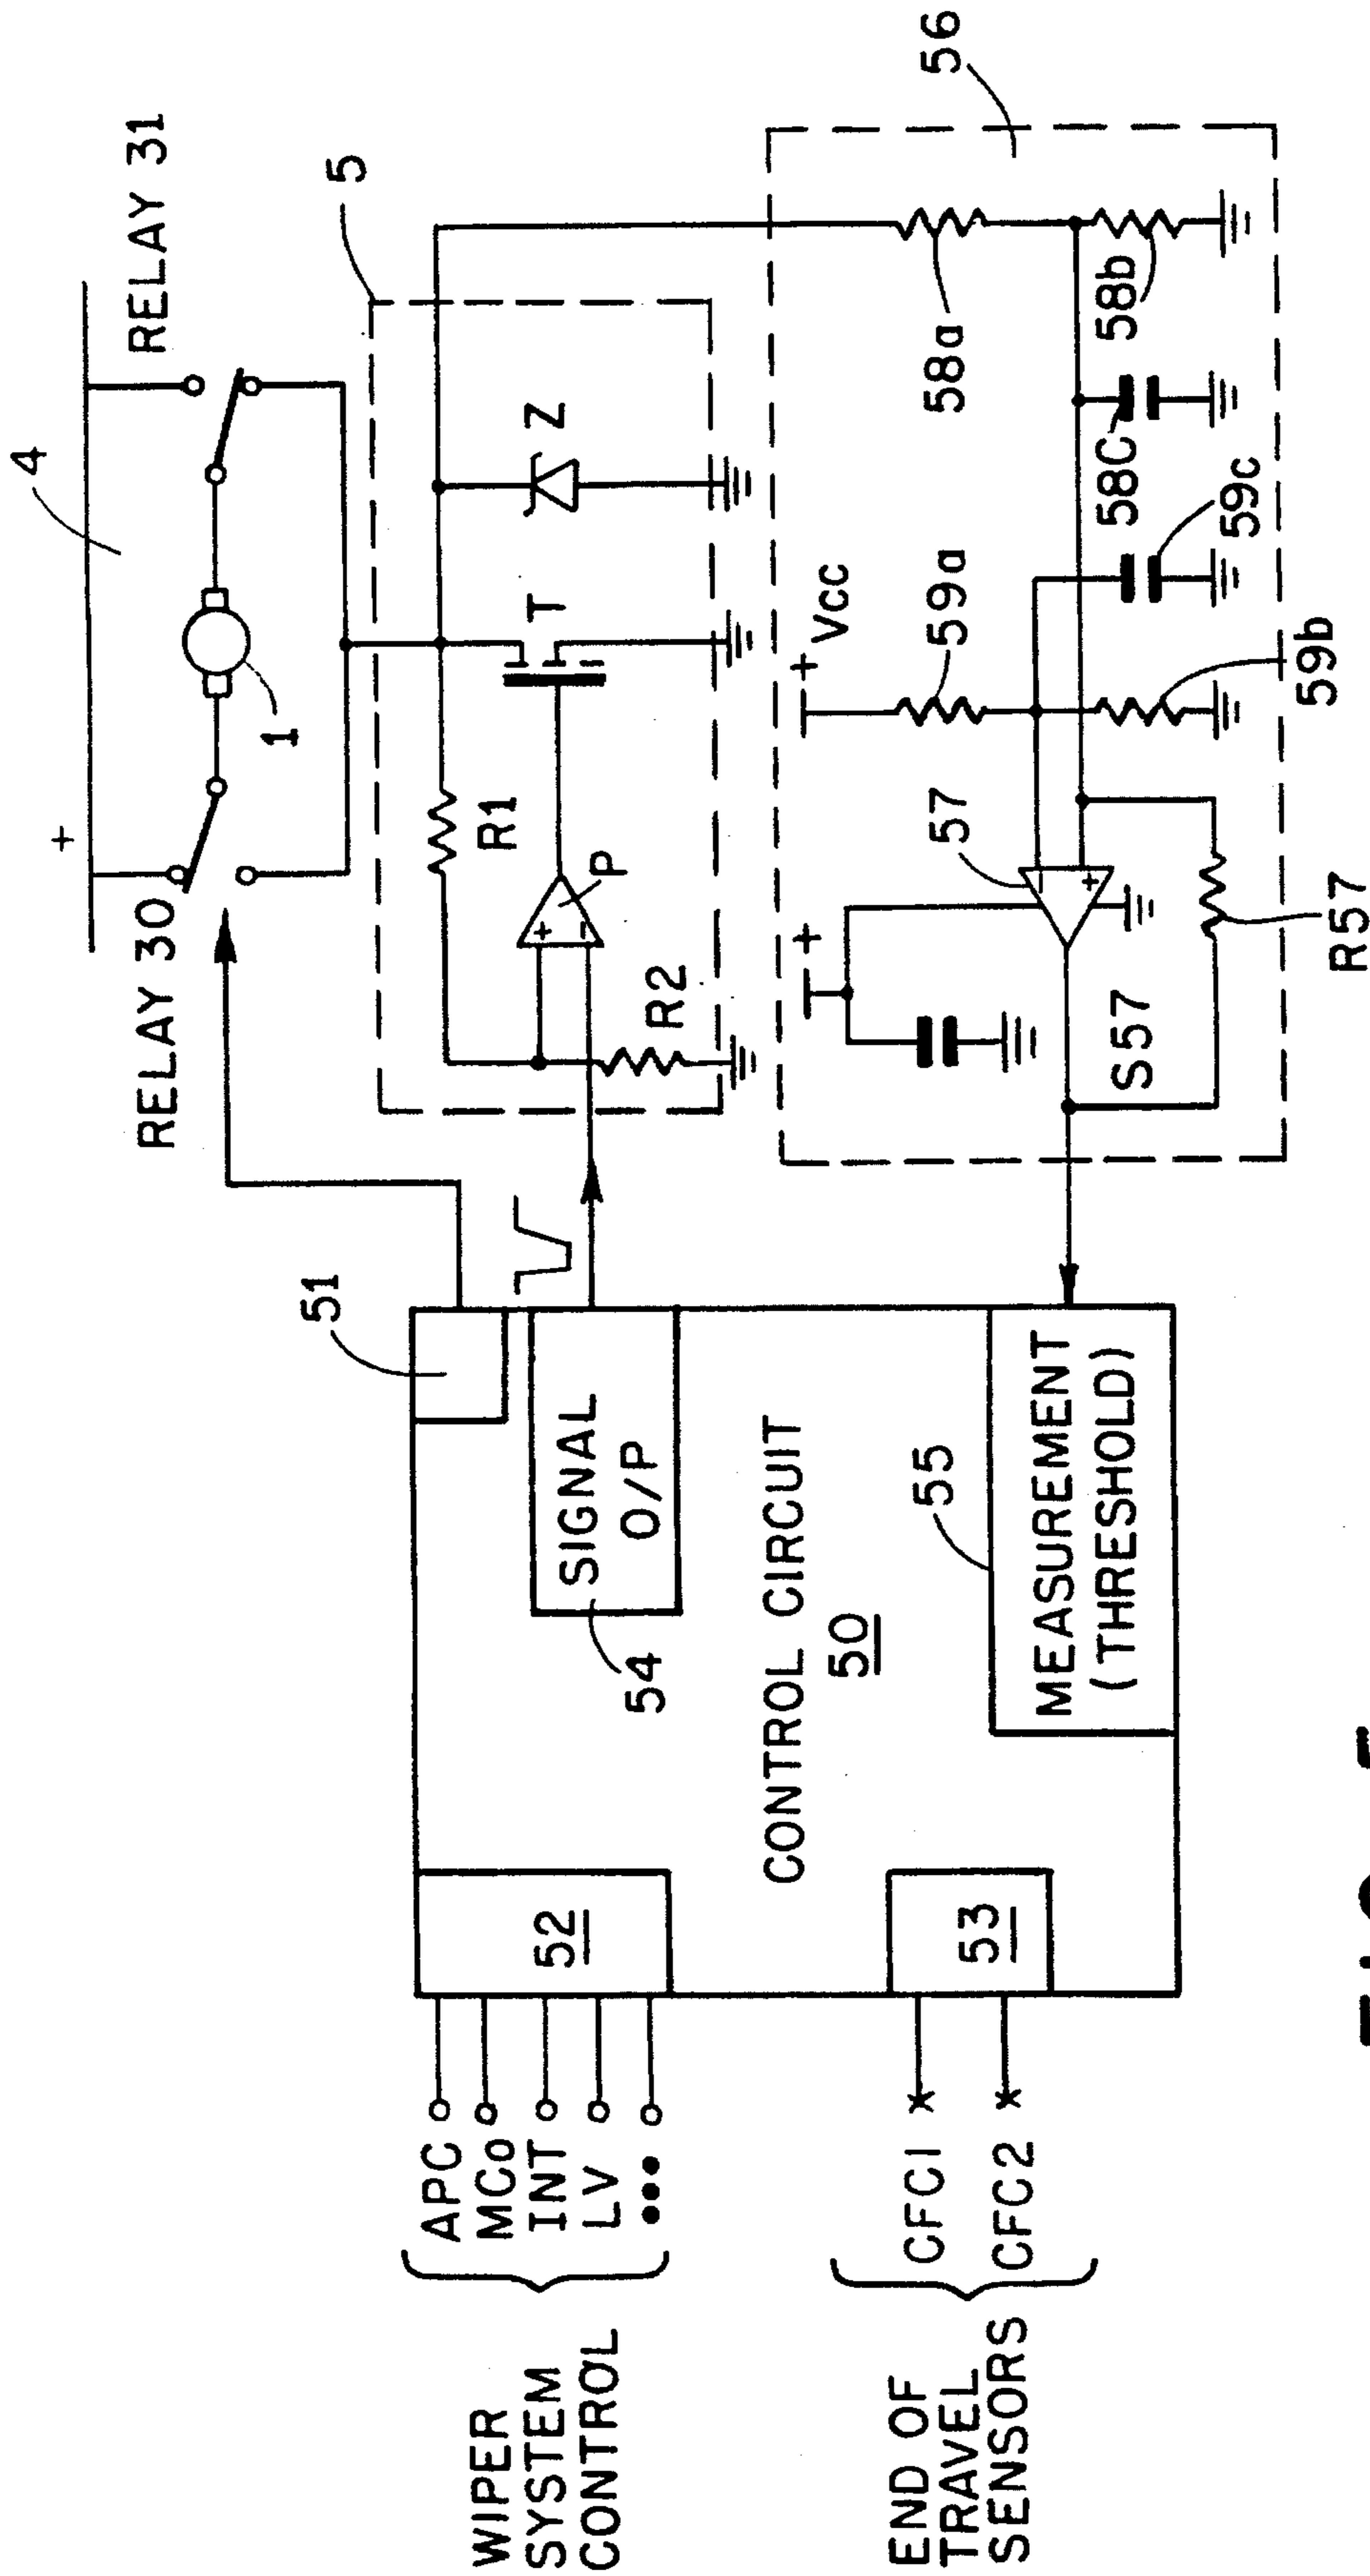 4
+
RELAY 30
RELAY 31
1
5
R1
P
T
Z
R2
+
-
51
SIGNAL
O/P
54
CONTROL CIRCUIT
50
52
53
55
MEASUREMENT
(THRESHOLD)
WIPER
SYSTEM
CONTROL
APC
MCo
INT
LV
•••
END OF
TRAVEL
SENSORS
CFC1
CFC2
56
+
+
Vcc
57
-
+
59a
59b
59c
58a
58b
58C
S57
R57